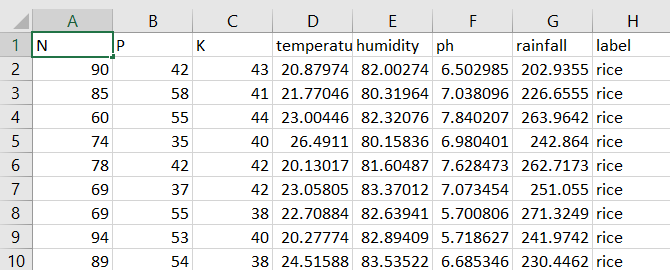 A B C D E F G H
1 N P K temperatu humidity ph rainfall label
2 90 42 43 20.87974 82.00274 6.502985 202.9355 rice
3 85 58 41 21.77046 80.31964 7.038096 226.6555 rice
4 60 55 44 23.00446 82.32076 7.840207 263.9642 rice
5 74 35 40 26.4911 80.15836 6.980401 242.864 rice
6 78 42 42 20.13017 81.60487 7.628473 262.7173 rice
7 69 37 42 23.05805 83.37012 7.073454 251.055 rice
8 69 55 38 22.70884 82.63941 5.700806 271.3249 rice
9 94 53 40 20.27774 82.89409 5.718627 241.9742 rice
10 89 54 38 24.51588 83.53522 6.685346 230.4462 rice